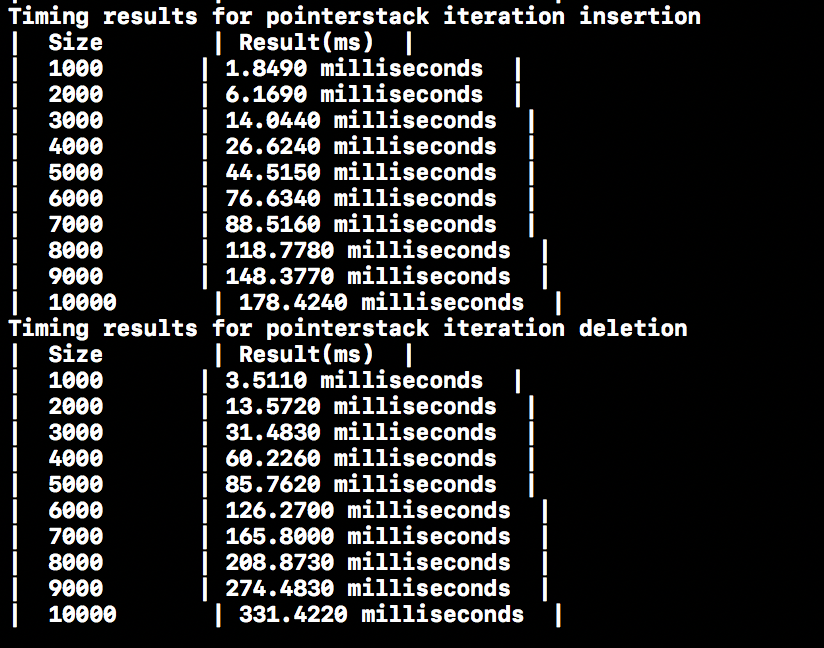 Timing results for pointerstack iteration insertion
|  Size        | Result(ms)  |
|  1000       | 1.8490 milliseconds  |
|  2000       | 6.1690 milliseconds  |
|  3000       | 14.0440 milliseconds  |
|  4000       | 26.6240 milliseconds  |
|  5000       | 44.5150 milliseconds  |
|  6000       | 76.6340 milliseconds  |
|  7000       | 88.5160 milliseconds  |
|  8000       | 118.7780 milliseconds  |
|  9000       | 148.3770 milliseconds  |
|  10000       | 178.4240 milliseconds  |
Timing results for pointerstack iteration deletion
|  Size        | Result(ms)  |
|  1000       | 3.5110 milliseconds  |
|  2000       | 13.5720 milliseconds  |
|  3000       | 31.4830 milliseconds  |
|  4000       | 60.2260 milliseconds  |
|  5000       | 85.7620 milliseconds  |
|  6000       | 126.2700 milliseconds  |
|  7000       | 165.8000 milliseconds  |
|  8000       | 208.8730 milliseconds  |
|  9000       | 274.4830 milliseconds  |
|  10000       | 331.4220 milliseconds  |